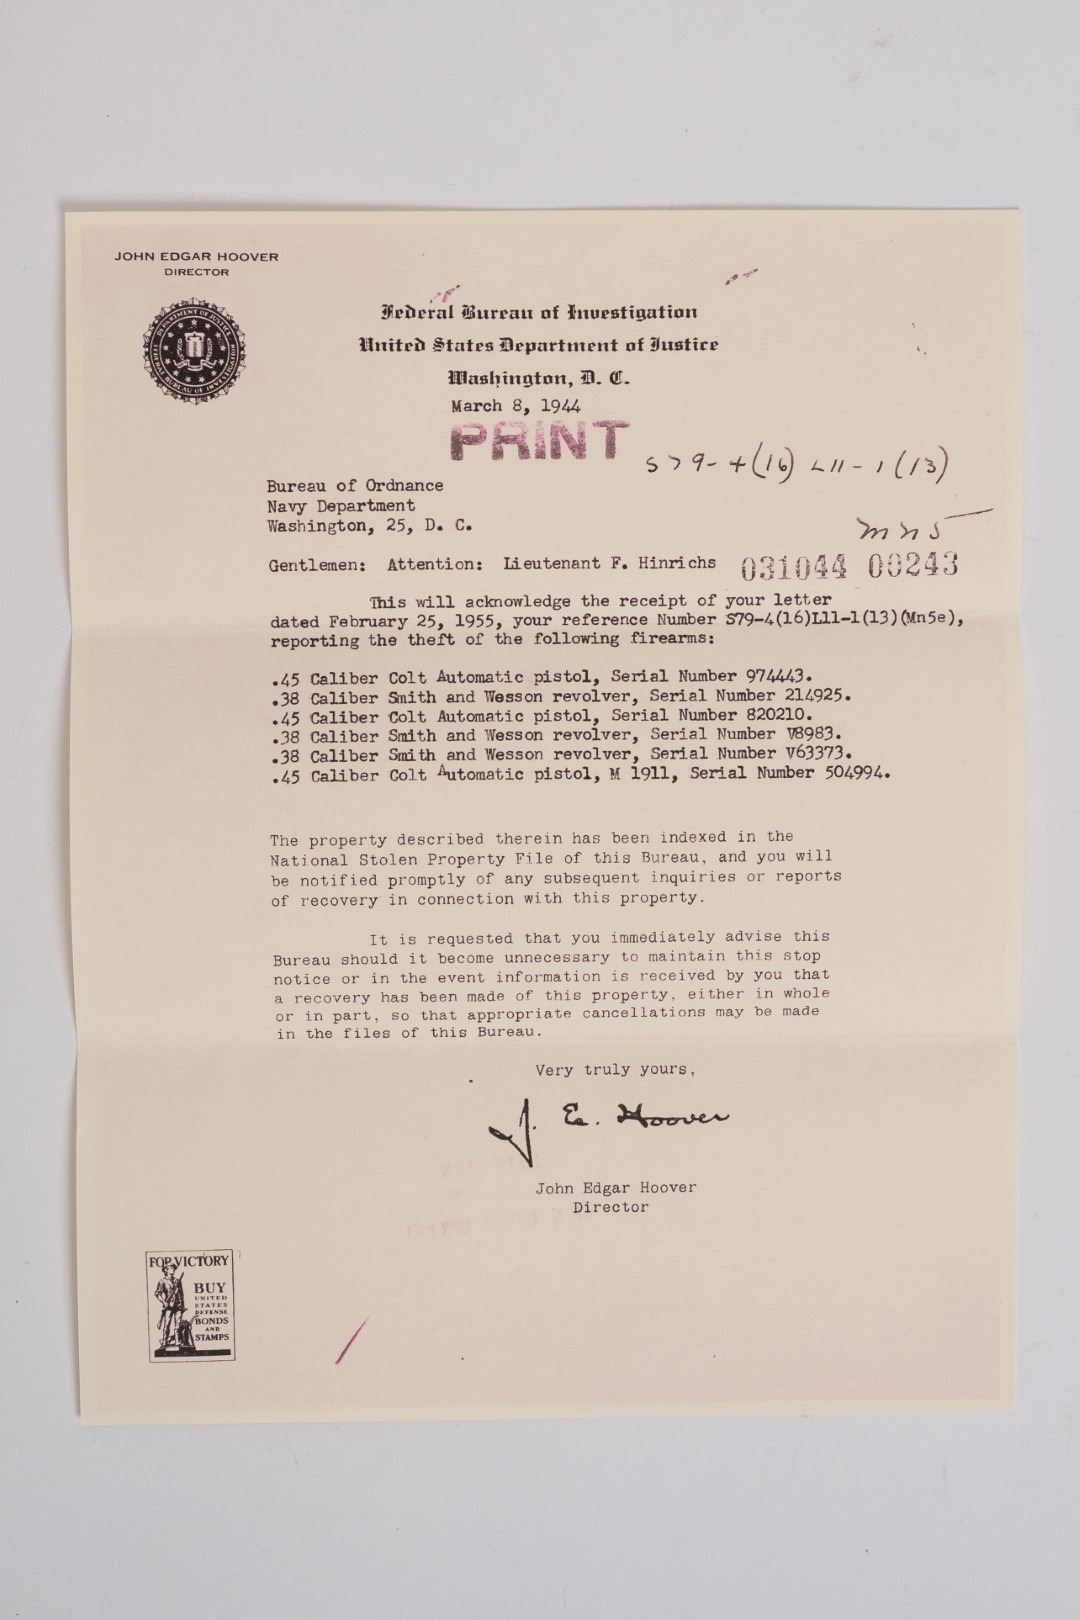 JOHN EDGAR HOOVER
DIRECTOR
Federal Bureau of Investigation
United States Department of Justice
Washington, D. C.
March 8, 1944
PRINT
S79-4(16) L11-1(13)
Bureau of Ordnance
Navy Department
Washington, 25, D. C.
Mn5
Gentlemen: Attention: Lieutenant F. Hinrichs 031044 00243
This will acknowledge the receipt of your letter
dated February 25, 1955, your reference Number S79-4(16)L11-1(13)(Mn5e),
reporting the theft of the following firearms:
.45 Caliber Colt Automatic pistol, Serial Number 974443.
.38 Caliber Smith and Wesson revolver, Serial Number 214925.
.45 Caliber Colt Automatic pistol, Serial Number 820210.
.38 Caliber Smith and Wesson revolver, Serial Number V8983.
.38 Caliber Smith and Wesson revolver, Serial Number V63373.
.45 Caliber Colt Automatic pistol, M 1911, Serial Number 504994.
The property described therein has been indexed in the
National Stolen Property File of this Bureau, and you will
be notified promptly of any subsequent inquiries or reports
of recovery in connection with this property.
It is requested that you immediately advise this
Bureau should it become unnecessary to maintain this stop
notice or in the event information is received by you that
a recovery has been made of this property, either in whole
or in part, so that appropriate cancellations may be made
in the files of this Bureau.
Very truly yours,
J. E. Hoover
John Edgar Hoover
Director
FOR VICTORY
BUY
UNITED
STATES
DEFENSE
BONDS
AND
STAMPS